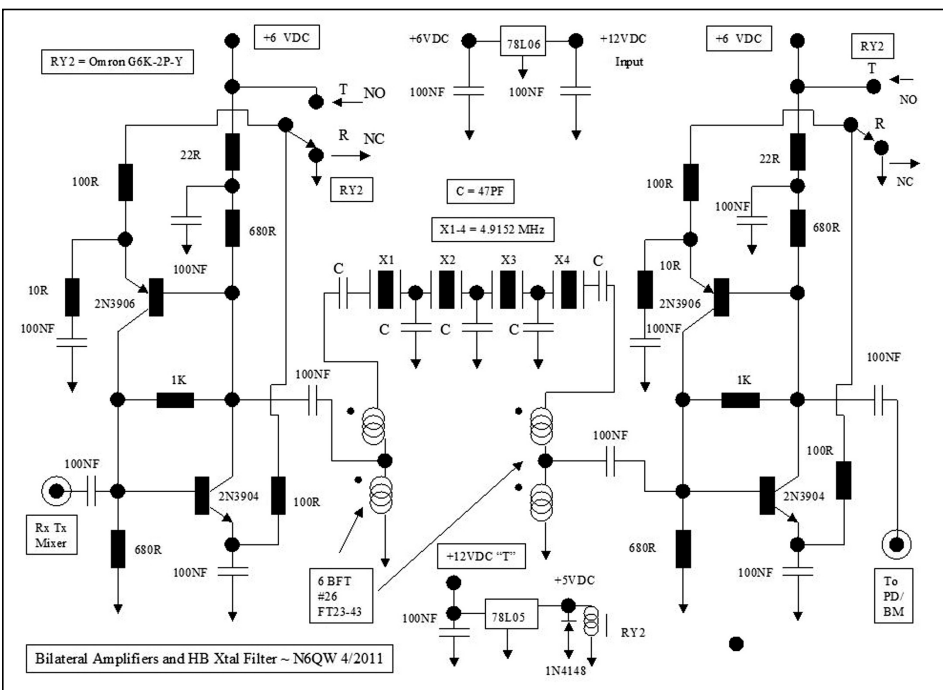 +6 VDC
+6VDC
78L06
+12VDC
Input
+6 VDC
RY2
RY2 = Omron G6K-2P-Y
T
NO
100NF
100NF
T
NO
R
NC
R
NC
22R
22R
100R
RY2
C = 47PF
100R
100NF
680R
X1-4 = 4.9152 MHz
680R
100NF
C
X1
X2
X3
X4
C
10R
10R
2N3906
2N3906
100NF
100NF
C
C
C
1K
100NF
1K
100NF
100NF
100NF
100R
2N3904
100R
2N3904
Rx Tx
Mixer
680R
680R
100NF
100NF
+12VDC “T”
6 BFT
#26
FT23-43
+5VDC
To
PD/
BM
100NF
78L05
RY2
1N4148
Bilateral Amplifiers and HB Xtal Filter ~ N6QW 4/2011